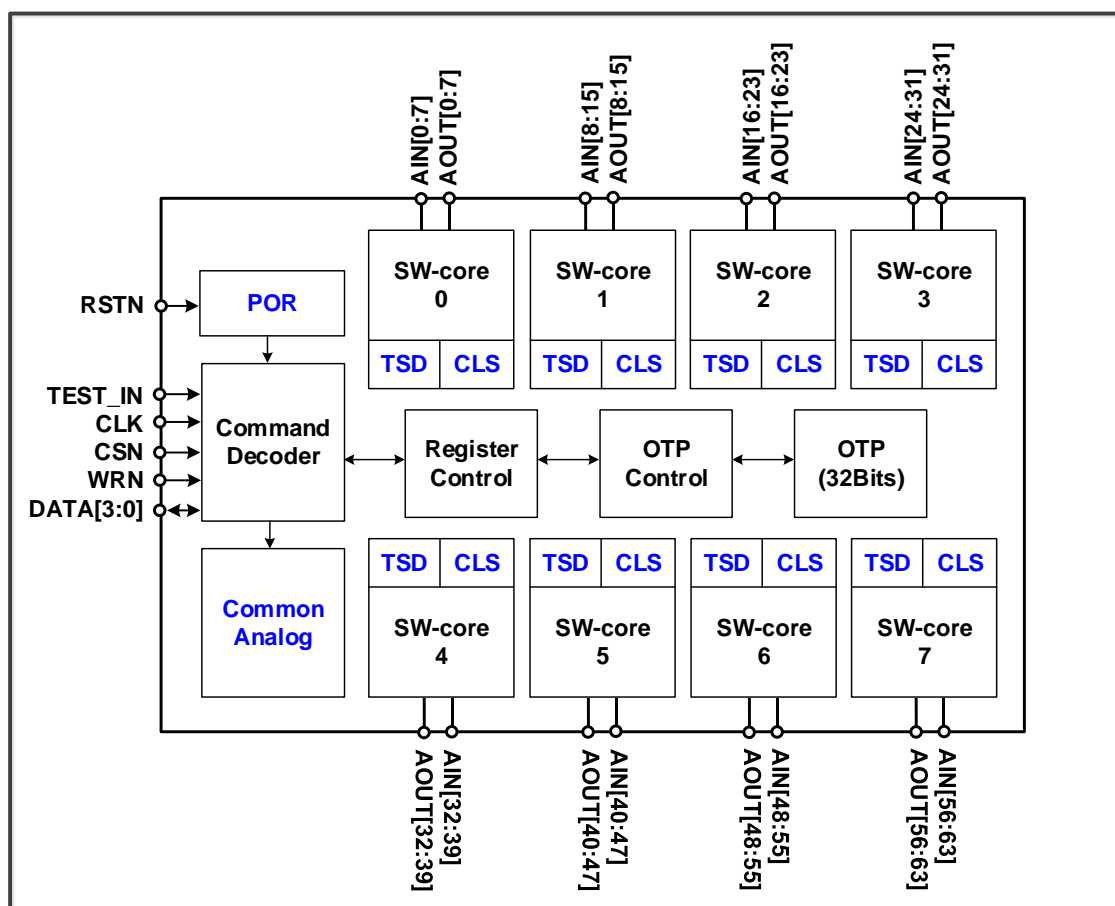 AIN[0:7]
AOUT[0:7]
AIN[8:15]
AOUT[8:15]
AIN[16:23]
AOUT[16:23]
AIN[24:31]
AOUT[24:31]
RSTN
POR
SW-core
0
TSD
CLS
SW-core
1
TSD
CLS
SW-core
2
TSD
CLS
SW-core
3
TSD
CLS
TEST_IN
CLK
CSN
WRN
DATA[3:0]
Command
Decoder
Register
Control
OTP
Control
OTP
(32Bits)
Common
Analog
TSD
CLS
SW-core
4
TSD
CLS
SW-core
5
TSD
CLS
SW-core
6
TSD
CLS
SW-core
7
AOUT[32:39]
AIN[32:39]
AOUT[40:47]
AIN[40:47]
AOUT[48:55]
AIN[48:55]
AOUT[56:63]
AIN[56:63]